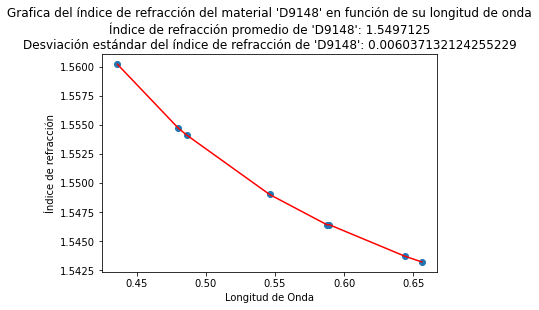 Grafica del índice de refracción del material 'D9148' en función de su longitud de onda
Índice de refracción promedio de 'D9148': 1.5497125
Desviación estándar del índice de refracción de 'D9148': 0.006037132124255229
1.5600
1.5575
1.5550
1.5525
1.5500
1.5475
1.5450
1.5425
Índice de refracción
0.45
0.50
0.55
0.60
0.65
Longitud de Onda